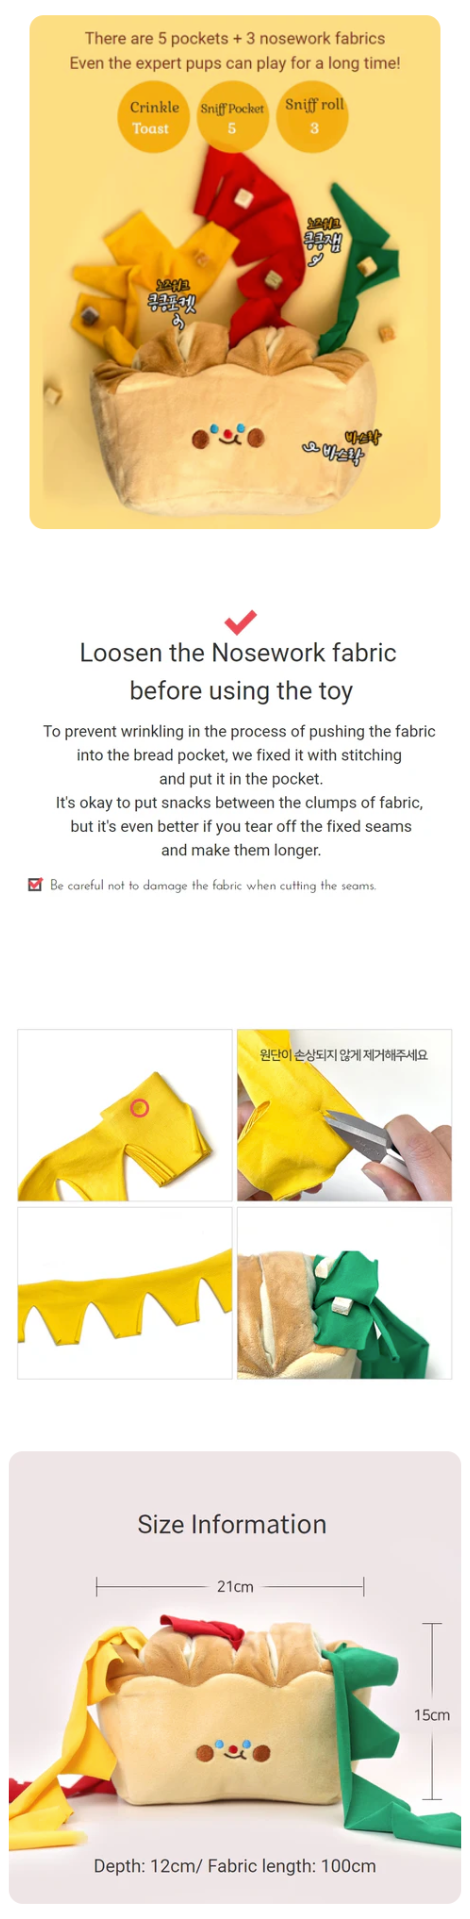 There are 5 pockets + 3 nosework fabrics
Even the expert pups can play for a long time!
Crinkle
Toast
Sniff Pocket
5
Sniff roll
3
노즈워크
킁킁잼
노즈워크
킁킁포켓
바스락
바스락
Loosen the Nosework fabric
before using the toy
To prevent wrinkling in the process of pushing the fabric
into the bread pocket, we fixed it with stitching
and put it in the pocket.
It's okay to put snacks between the clumps of fabric,
but it's even better if you tear off the fixed seams
and make them longer.
Be careful not to damage the fabric when cutting the seams.
원단이 손상되지 않게 제거해주세요
Size Information
21cm
15cm
Depth: 12cm/ Fabric length: 100cm